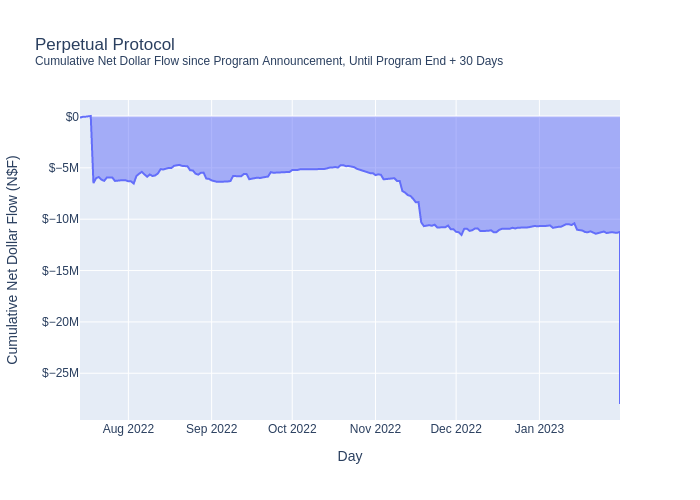 Perpetual Protocol
Cumulative Net Dollar Flow since Program Announcement, Until Program End + 30 Days
Cumulative Net Dollar Flow (N$F)
$0
$−5M
$−10M
$−15M
$−20M
$−25M
Aug 2022
Sep 2022
Oct 2022
Nov 2022
Dec 2022
Jan 2023
Day